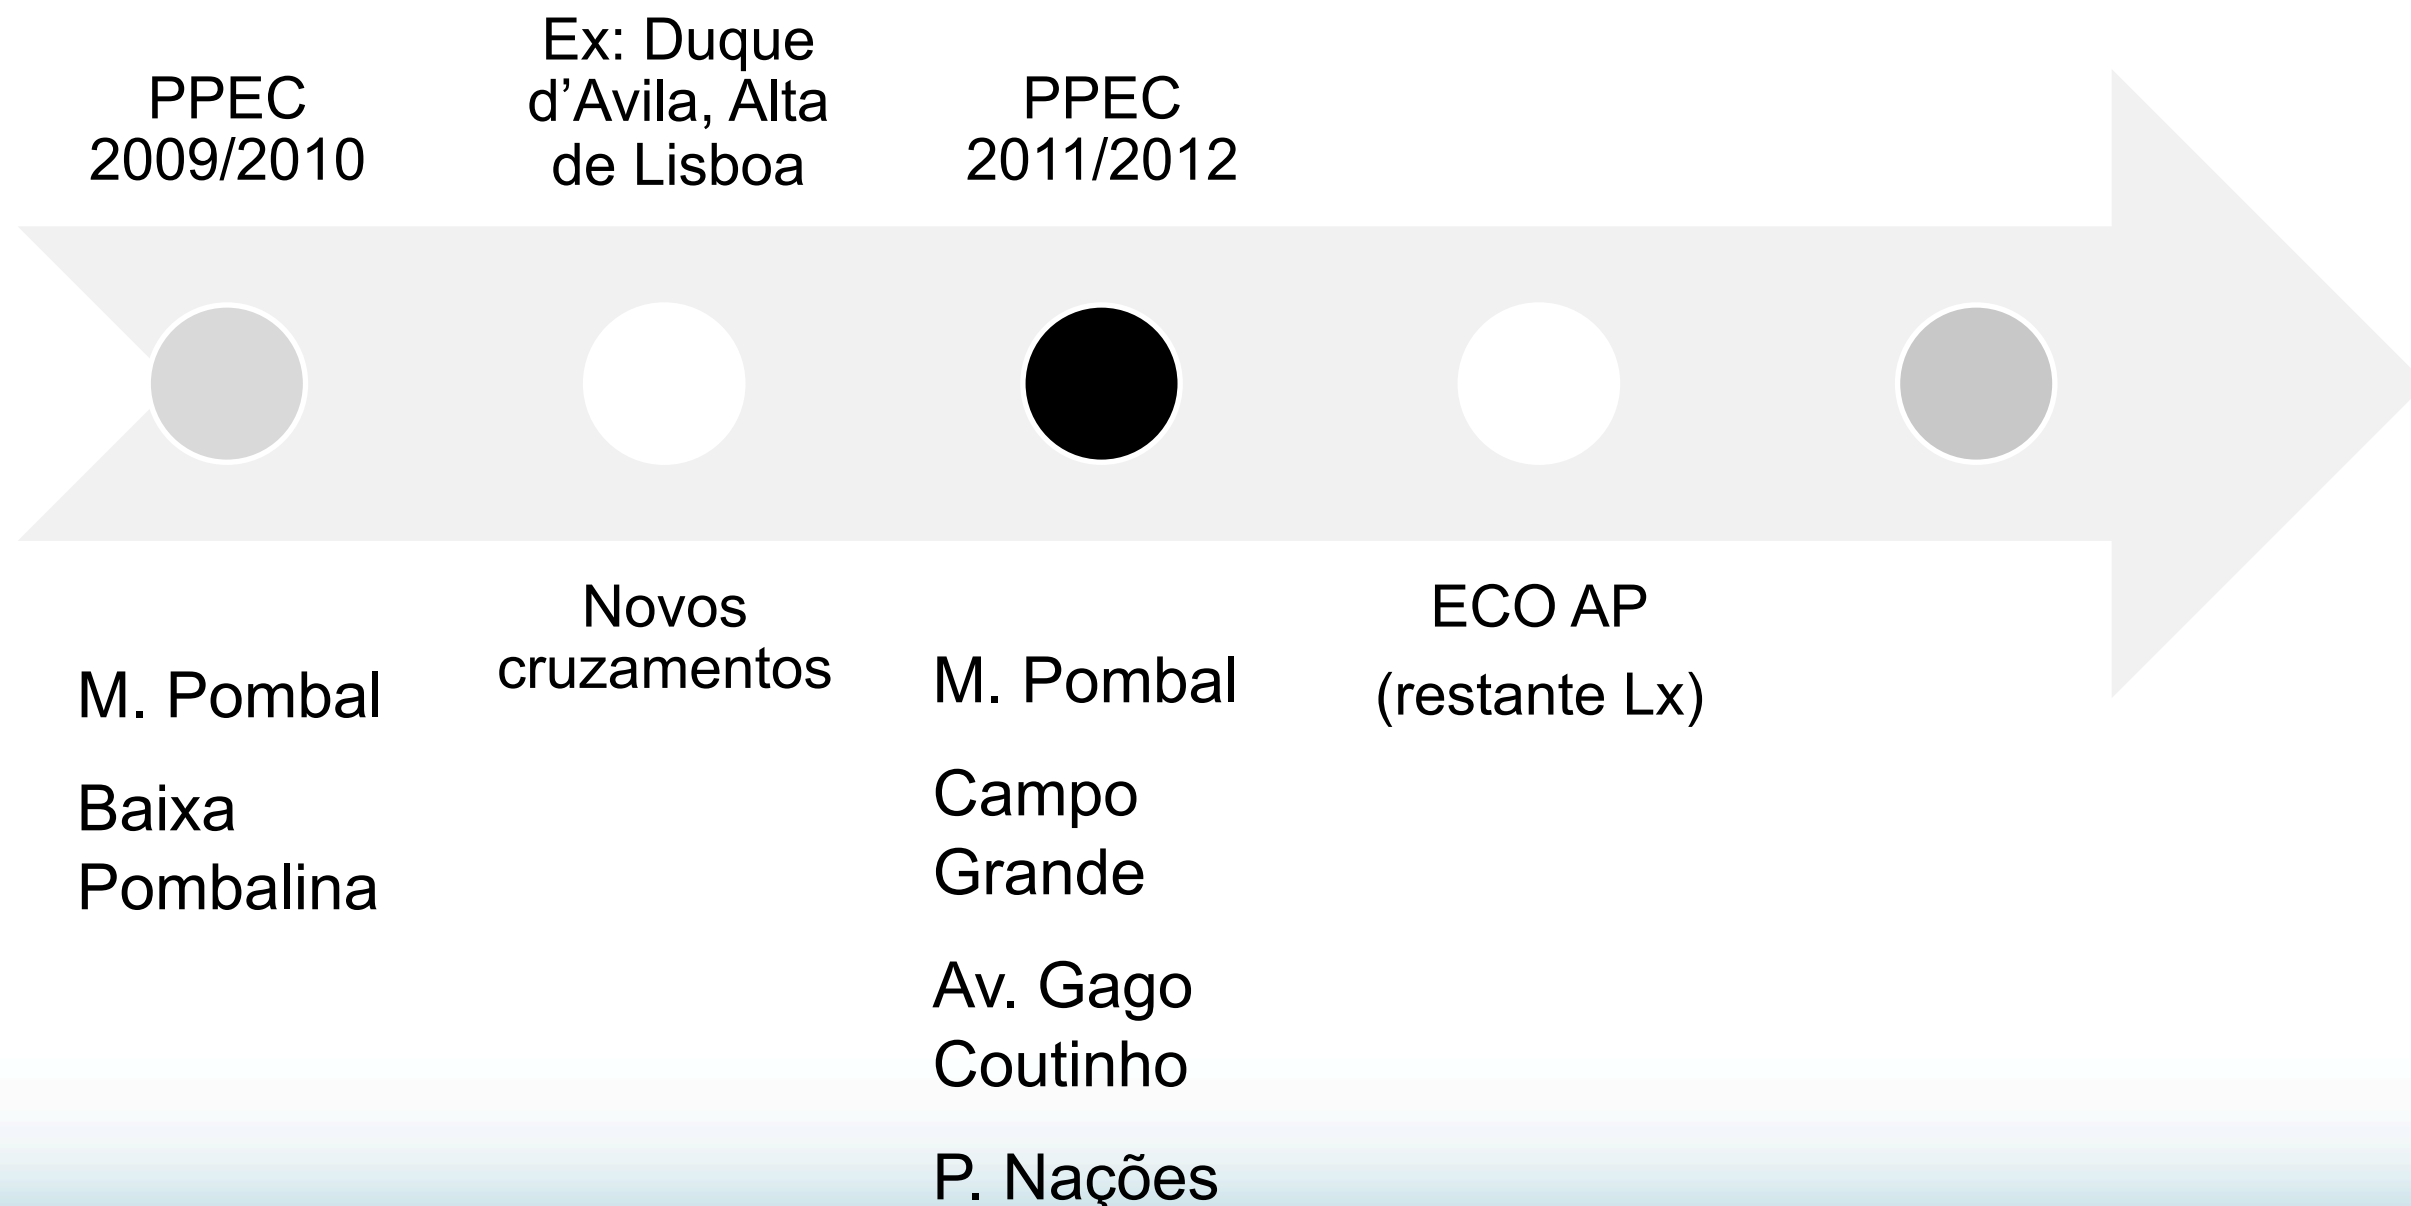 PPEC
2009/2010
Ex: Duque
d’Avila, Alta
de Lisboa
PPEC
2011/2012
M. Pombal
Baixa
Pombalina
Novos
cruzamentos
M. Pombal
Campo
Grande
Av. Gago
Coutinho
P. Nações
ECO AP
(restante Lx)